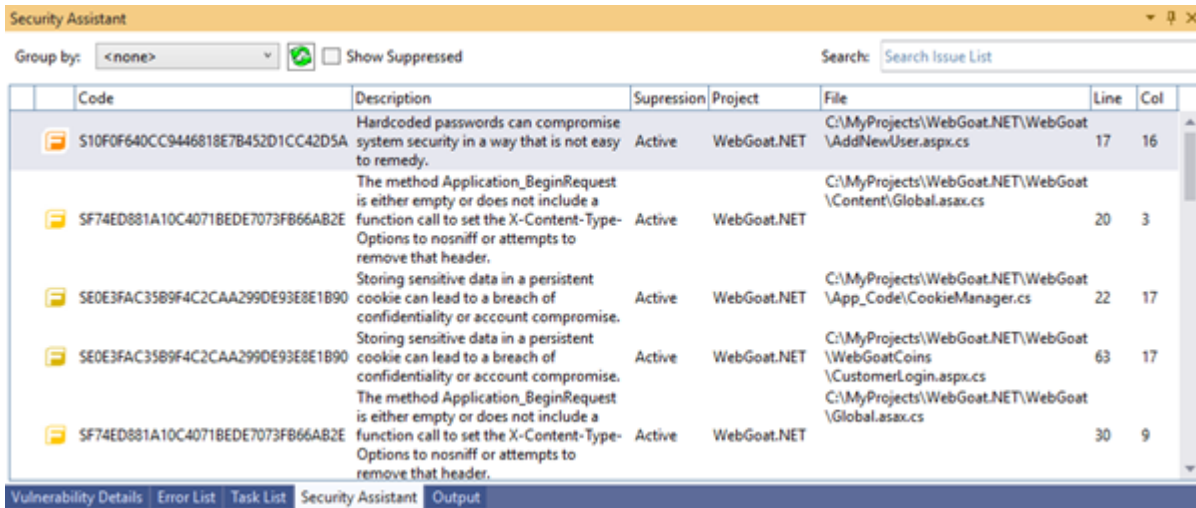 Security Assistant
Group by: <none> Show Suppressed Search: Search Issue List
Code Description Supression Project File Line Col
S10F0F640CC9446818E7B452D1CC42D5A Hardcoded passwords can compromise system security in a way that is not easy to remedy. Active WebGoat.NET C:\MyProjects\WebGoat.NET\WebGoat\AddNewUser.aspx.cs 17 16
SF74ED881A10C4071BEDE7073FB66AB2E The method Application_BeginRequest is either empty or does not include a function call to set the X-Content-Type-Options to nosniff or attempts to remove that header. Active WebGoat.NET C:\MyProjects\WebGoat.NET\WebGoat\Content\Global.asax.cs 20 3
SE0E3FAC35B9F4C2CAA299DE93E8E1B90 Storing sensitive data in a persistent cookie can lead to a breach of confidentiality or account compromise. Active WebGoat.NET C:\MyProjects\WebGoat.NET\WebGoat\App_Code\CookieManager.cs 22 17
SE0E3FAC35B9F4C2CAA299DE93E8E1B90 Storing sensitive data in a persistent cookie can lead to a breach of confidentiality or account compromise. Active WebGoat.NET C:\MyProjects\WebGoat.NET\WebGoat\WebGoatCoins\CustomerLogin.aspx.cs 63 17
SF74ED881A10C4071BEDE7073FB66AB2E The method Application_BeginRequest is either empty or does not include a function call to set the X-Content-Type-Options to nosniff or attempts to remove that header. Active WebGoat.NET C:\MyProjects\WebGoat.NET\WebGoat\Global.asax.cs 30 9
Vulnerability Details Error List Task List Security Assistant Output